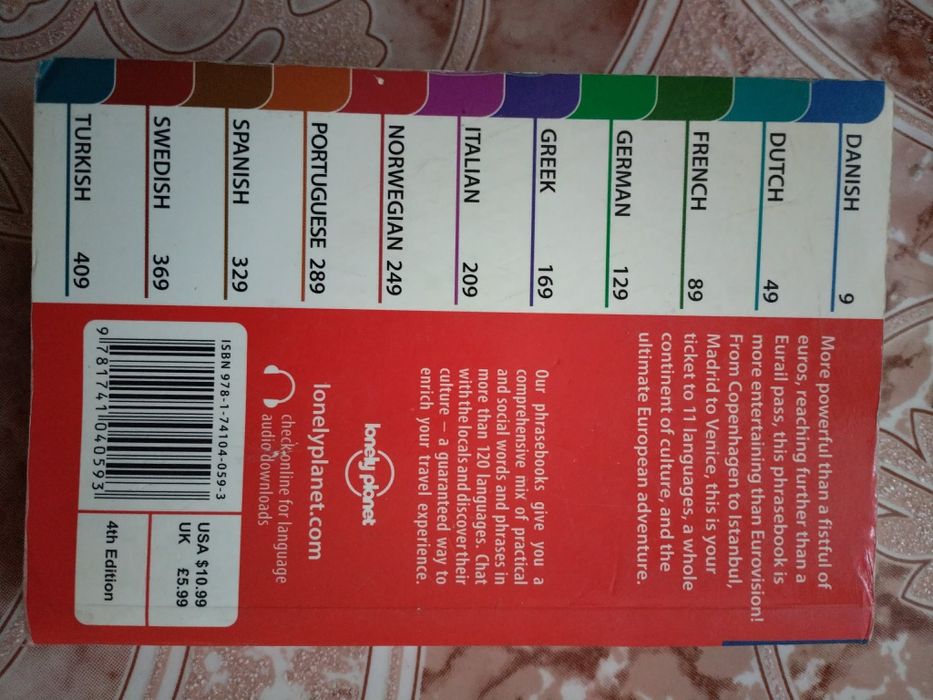 DANISH 9
DUTCH 49
FRENCH 89
GERMAN 129
GREEK 169
ITALIAN 209
NORWEGIAN 249
PORTUGUESE 289
SPANISH 329
SWEDISH 369
TURKISH 409
More powerful than a fistful of
euros, reaching further than a
Eurail pass, this phrasebook is
more entertaining than Eurovision!
From Copenhagen to Istanbul,
Madrid to Venice, this is your
ticket to 11 languages, a whole
continent of culture, and the
ultimate European adventure.
Our phrasebooks give you a
comprehensive mix of practical
and social words and phrases in
more than 120 languages. Chat
with the locals and discover their
culture – a guaranteed way to
enrich your travel experience.
lonely planet
lonelyplanet.com
check online for language
audio downloads
ISBN 978-1-74104-059-3
9 781741 040593
USA $10.99
UK £5.99
4th Edition